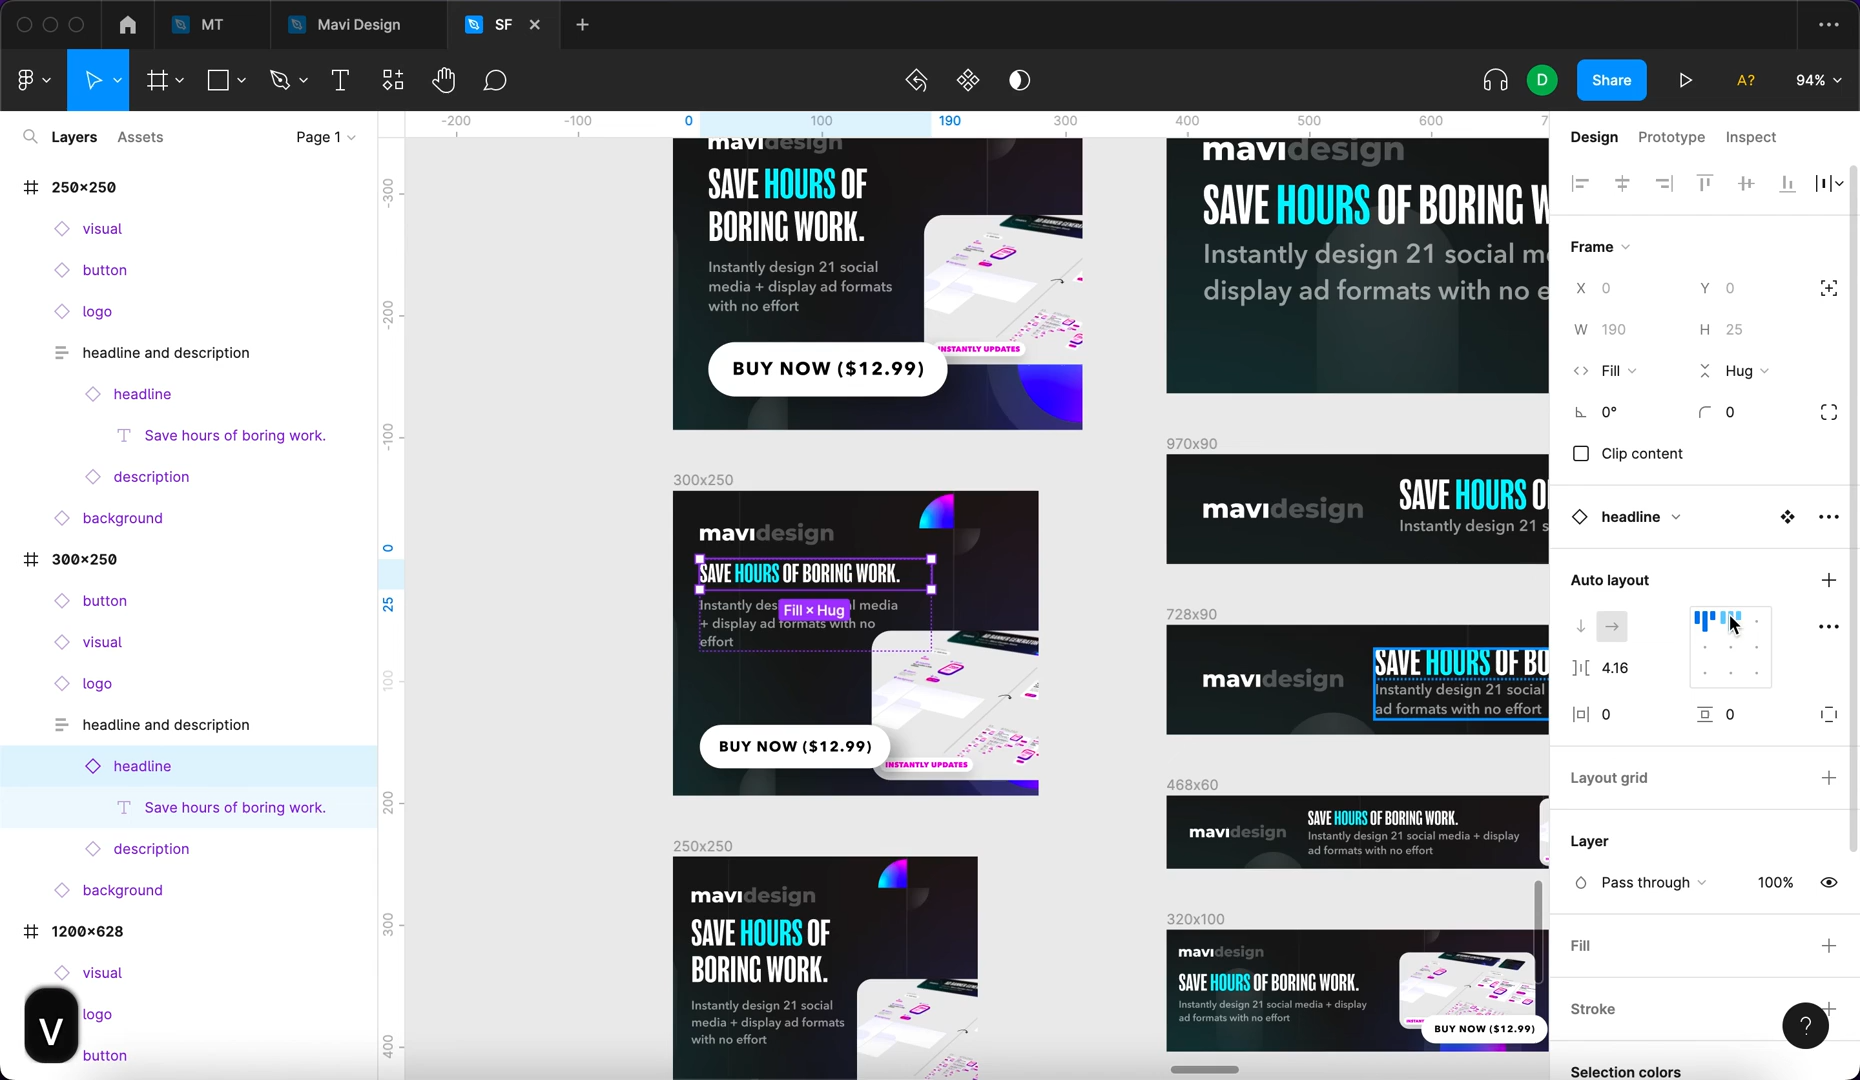 MT
Mavi Design
SF
D
Share
A?
94%
Layers
Assets
Page 1
250×250
visual
button
logo
headline and description
headline
Save hours of boring work.
description
background
300×250
button
visual
logo
headline and description
headline
Save hours of boring work.
description
background
1200×628
visual
logo
button
V
-200
-100
0
100
190
300
400
500
600
7
-300
-200
-100
0
25
100
200
300
400
mavidesign
SAVE HOURS OF
BORING WORK.
Instantly design 21 social
media + display ad formats
with no effort
INSTANTLY UPDATES
BUY NOW ($12.99)
300x250
mavidesign
SAVE HOURS OF BORING WORK.
Instantly des Fill × Hug l media
+ display ad formats with no
effort
BUY NOW ($12.99)
INSTANTLY UPDATES
250x250
mavidesign
SAVE HOURS OF
BORING WORK.
Instantly design 21 social
media + display ad formats
with no effort
mavidesign
SAVE HOURS OF BORING W
Instantly design 21 social m
display ad formats with no e
970x90
mavidesign
SAVE HOURS O
Instantly design 21 s
728x90
mavidesign
SAVE HOURS OF BO
Instantly design 21 social
ad formats with no effort
468x60
mavidesign
SAVE HOURS OF BORING WORK.
Instantly design 21 social media + display
ad formats with no effort
320x100
mavidesign
SAVE HOURS OF BORING WORK.
Instantly design 21 social media + display
ad formats with no effort
BUY NOW ($12.99)
Design
Prototype
Inspect
Frame
X 0
Y 0
W 190
H 25
Fill
Hug
0°
0
Clip content
headline
Auto layout
4.16
0
0
Layout grid
Layer
Pass through
100%
Fill
Stroke
?
Selection colors